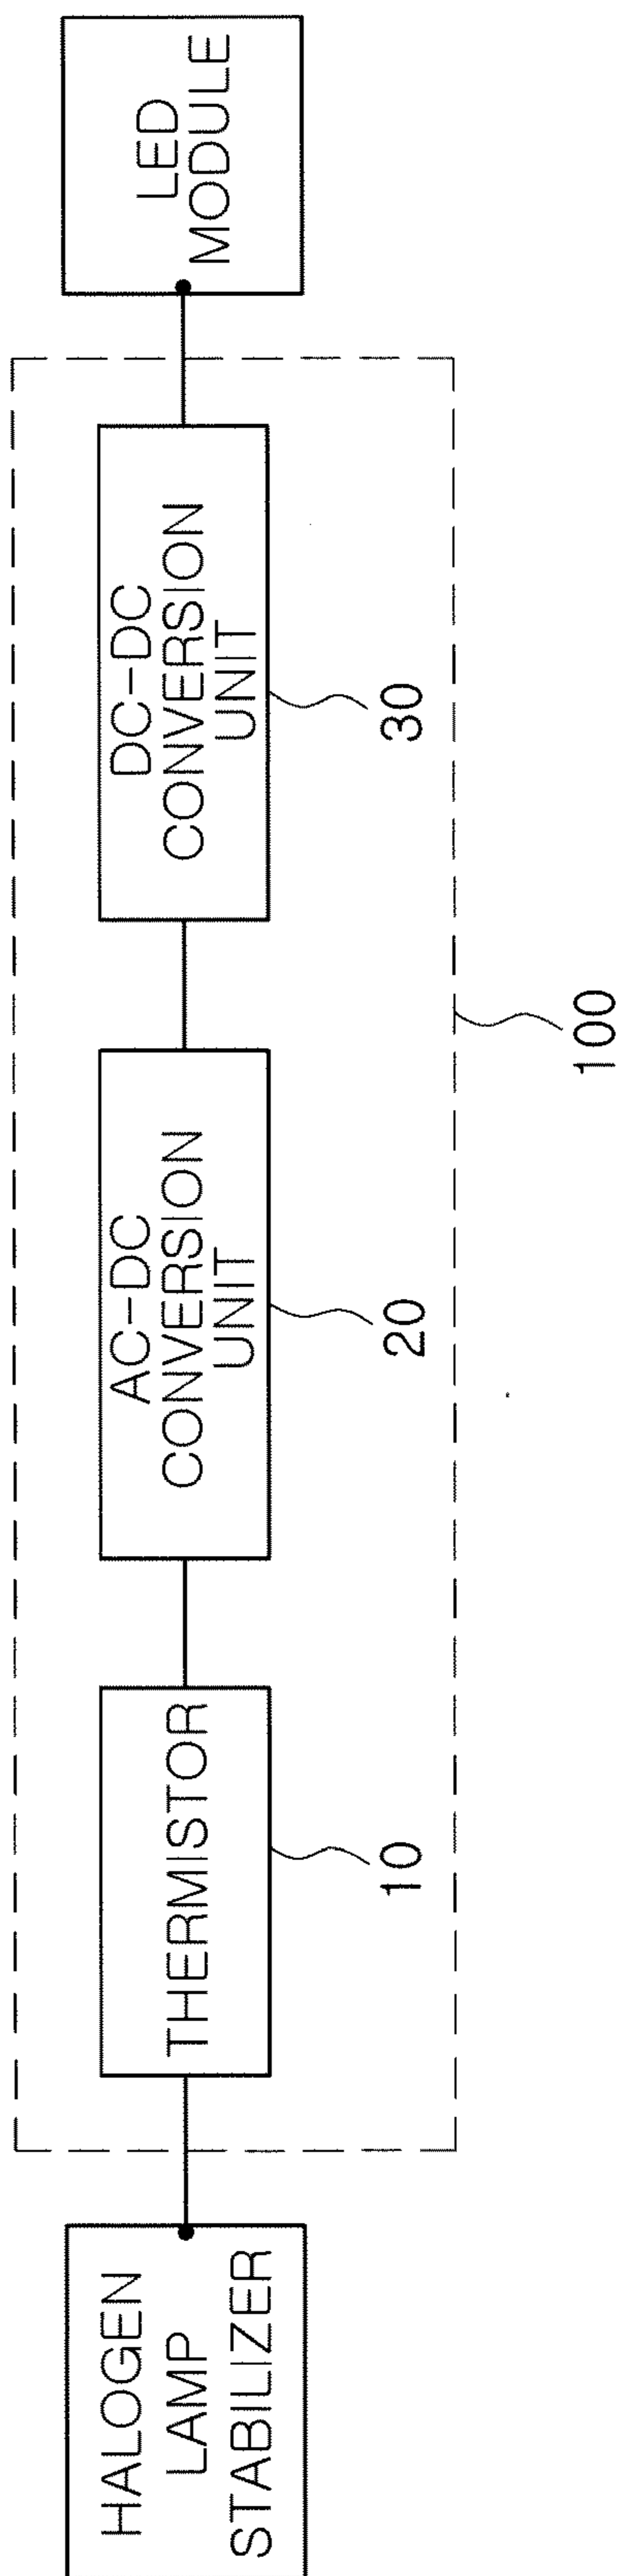 HALOGEN
LAMP
STABILIZER
THERMISTOR
10
AC-DC
CONVERSION
UNIT
20
DC-DC
CONVERSION
UNIT
30
100
LED
MODULE